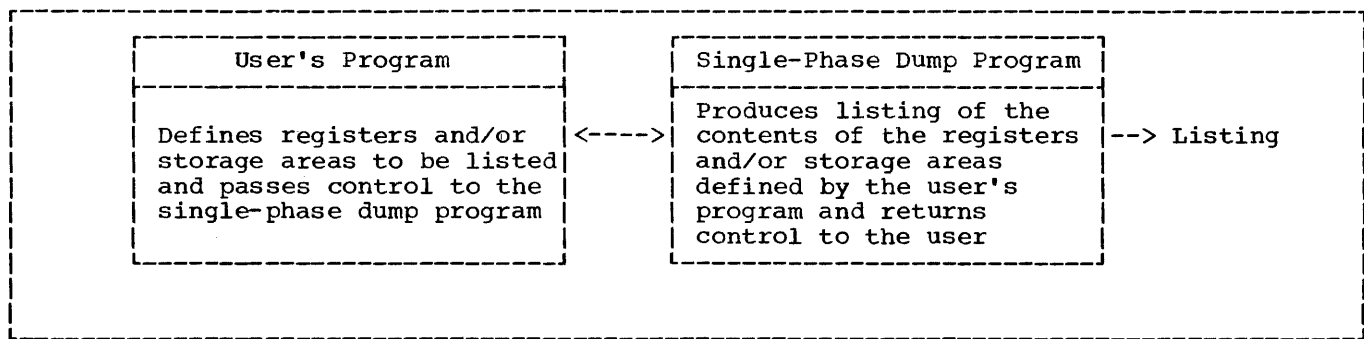 User's Program
Defines registers and/or
storage areas to be listed
and passes control to the
single-phase dump program
<---->
Single-Phase Dump Program
Produces listing of the
contents of the registers
and/or storage areas
defined by the user's
program and returns
control to the user
--> Listing